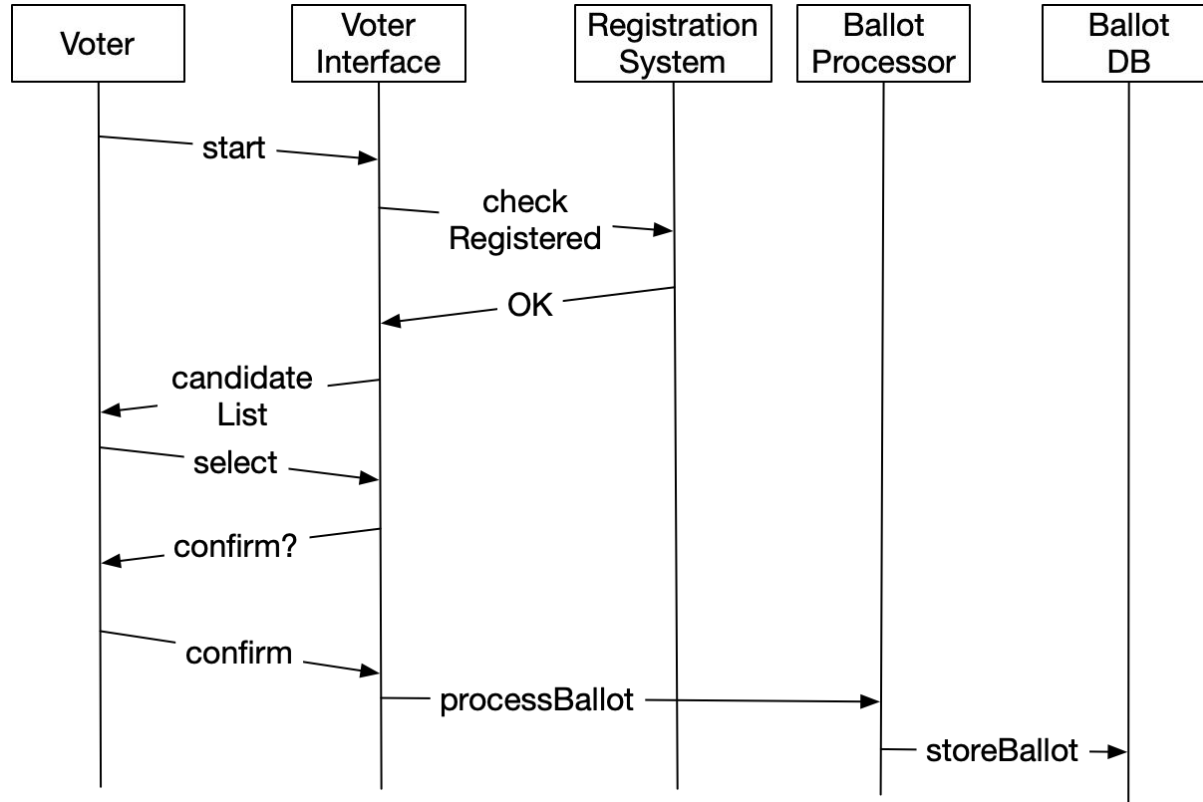 Voter
Voter
Interface
Registration
System
Ballot
Processor
Ballot
DB
start
check
Registered
OK
candidate
List
select
confirm?
confirm
processBallot
storeBallot